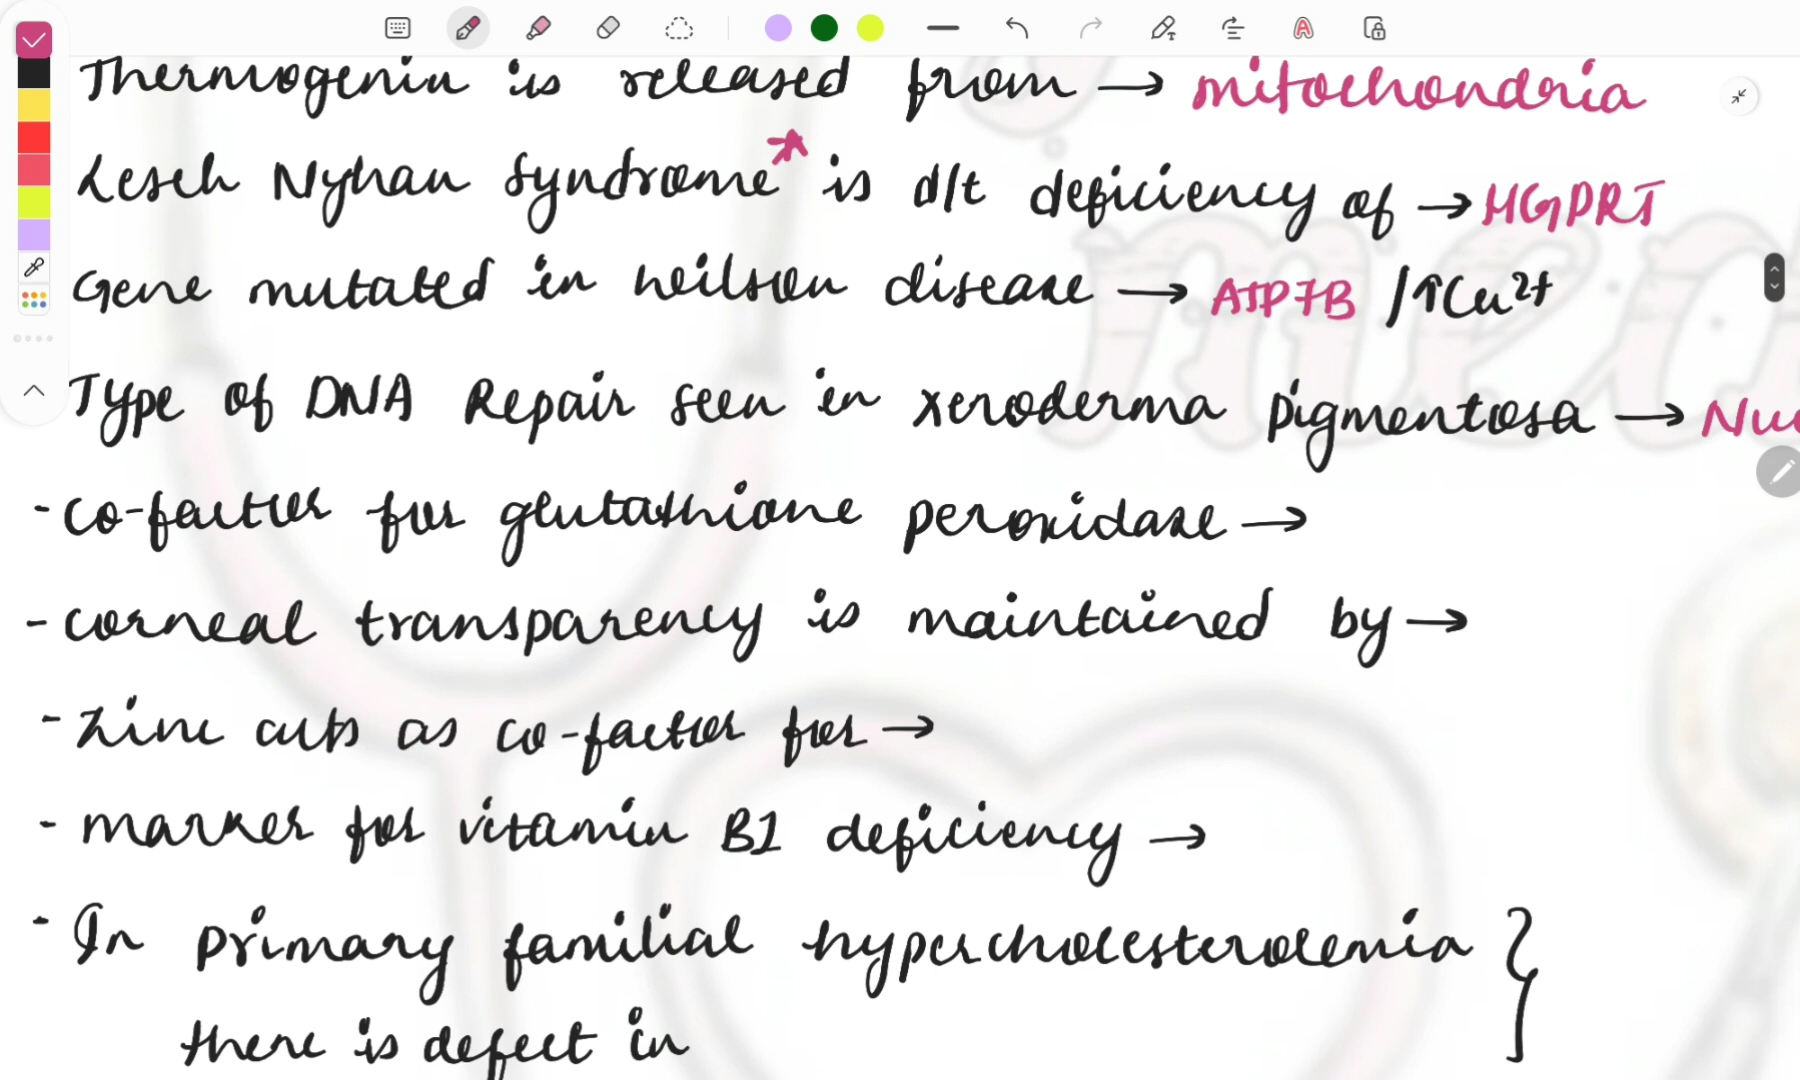 Thermogenin is released from → mitochondria
Lesch Nyhan Syndrome* is d/t deficiency of → HGPRT
Gene mutated in Weilson disease → ATP7B /↑Cu²⁺
Type of DNA Repair seen in xeroderma pigmentosa →
- co-factor for glutathione peroxidase →
- corneal transparency is maintained by →
- Zinc acts as co-factor for →
- marker for vitamin B1 deficiency →
- In primary familial hypercholesterolemia }
there is defect in